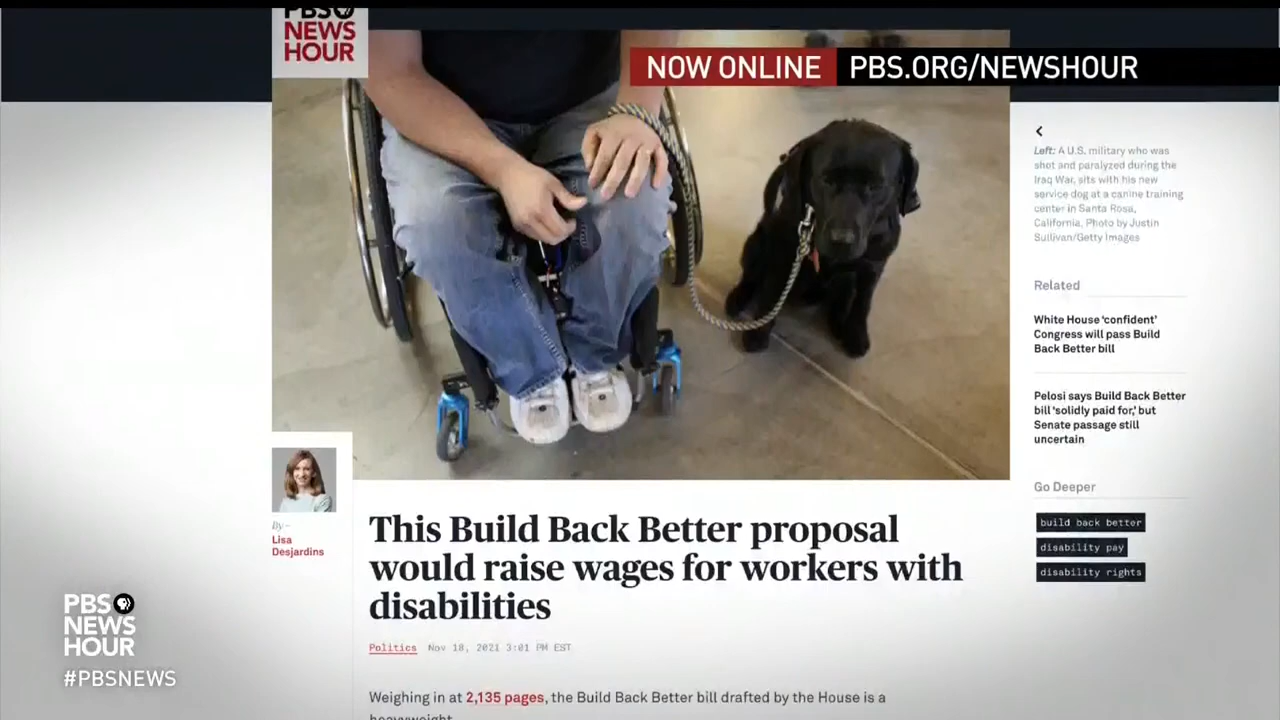 PBS
NEWS
HOUR
NOW ONLINE
PBS.ORG/NEWSHOUR
Left: A U.S. military who was
shot and paralyzed during the
Iraq War, sits with his new
service dog at a canine training
center in Santa Rosa,
California. Photo by Justin
Sullivan/Getty Images
Related
White House ‘confident’
Congress will pass Build
Back Better bill
Pelosi says Build Back Better
bill ‘solidly paid for,’ but
Senate passage still
uncertain
Go Deeper
build back better
disability pay
disability rights
By –
Lisa
Desjardins
This Build Back Better proposal
would raise wages for workers with
disabilities
Politics Nov 18, 2021 3:01 PM EST
Weighing in at 2,135 pages, the Build Back Better bill drafted by the House is a
heavyweight.
PBS
NEWS
HOUR
#PBSNEWS